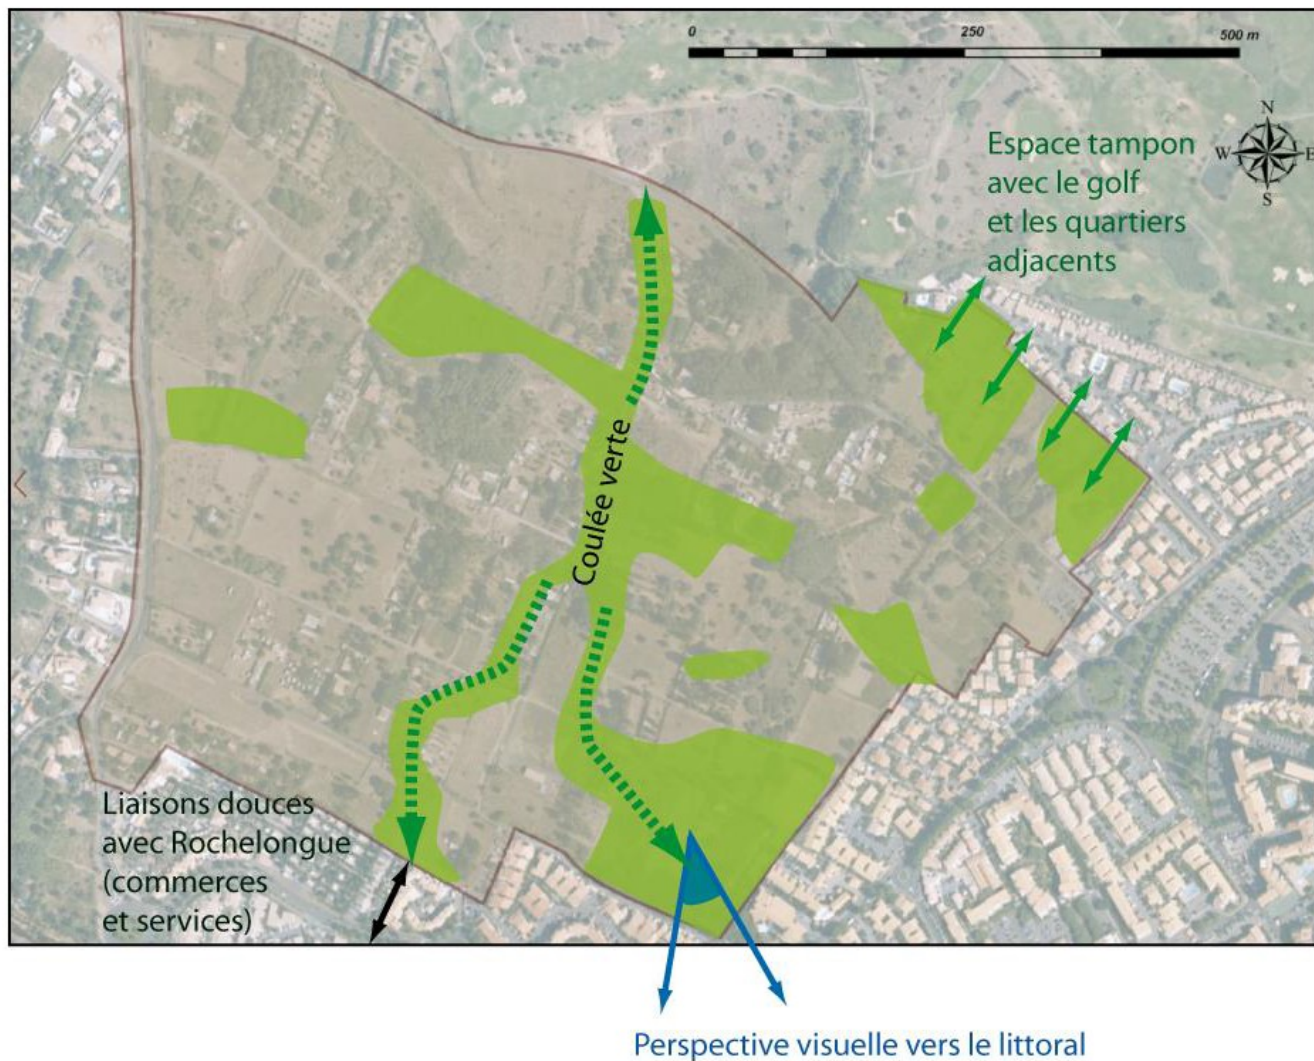 0 250 500 m
N
W E
S
Espace tampon
avec le golf
et les quartiers
adjacents
Coulée verte
Liaisons douces
avec Rochelongue
(commerces
et services)
Perspective visuelle vers le littoral